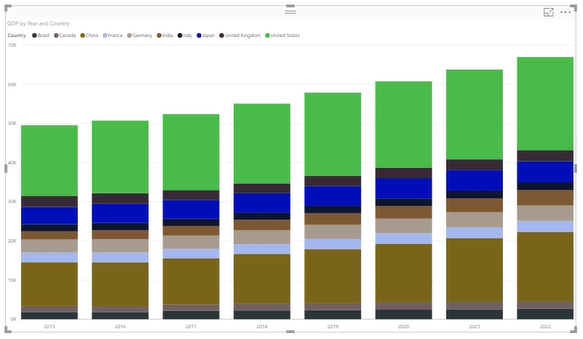 GDP by Year and Country
Country Brazil Canada China France Germany India Italy Japan United Kingdom United States
70K
60K
50K
40K
30K
20K
10K
0K
2015 2016 2017 2018 2019 2020 2021 2022